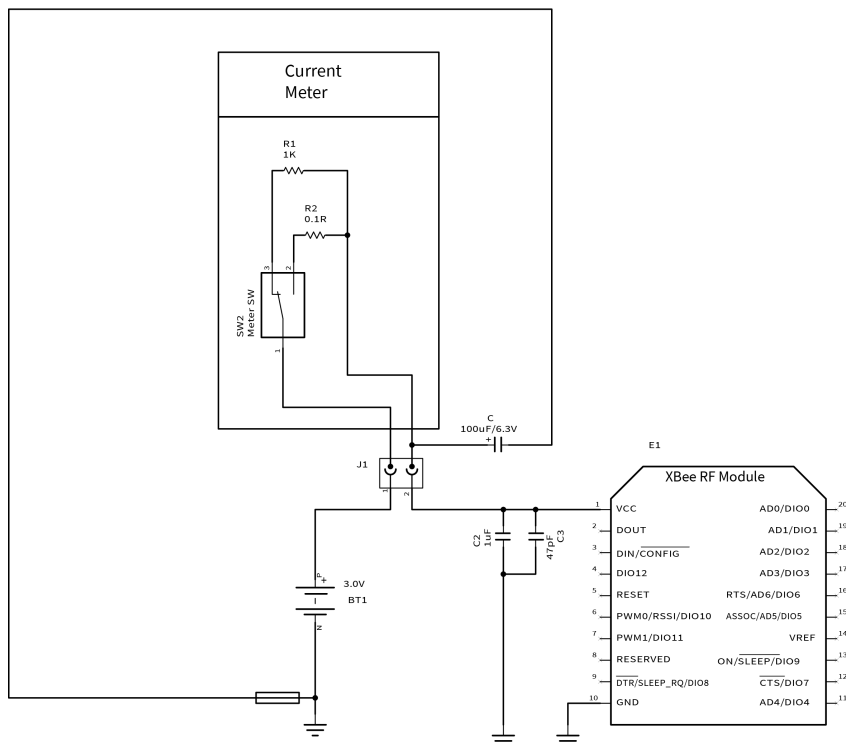 Current
Meter
R1
1K
R2
0.1R
3
2
SW2
Meter SW
1
C
100uF/6.3V
+
J1
1
2
E1
XBee RF Module
1 VCC
2 DOUT
3 DIN/CONFIG
4 DIO12
5 RESET
6 PWM0/RSSI/DIO10
7 PWM1/DIO11
8 RESERVED
9 DTR/SLEEP_RQ/DIO8
10 GND
AD0/DIO0 20
AD1/DIO1 19
AD2/DIO2 18
AD3/DIO3 17
RTS/AD6/DIO6 16
ASSOC/AD5/DIO5 15
VREF 14
ON/SLEEP/DIO9 13
CTS/DIO7 12
AD4/DIO4 11
C2
1uF
47pF
C3
P
+
3.0V
BT1
N